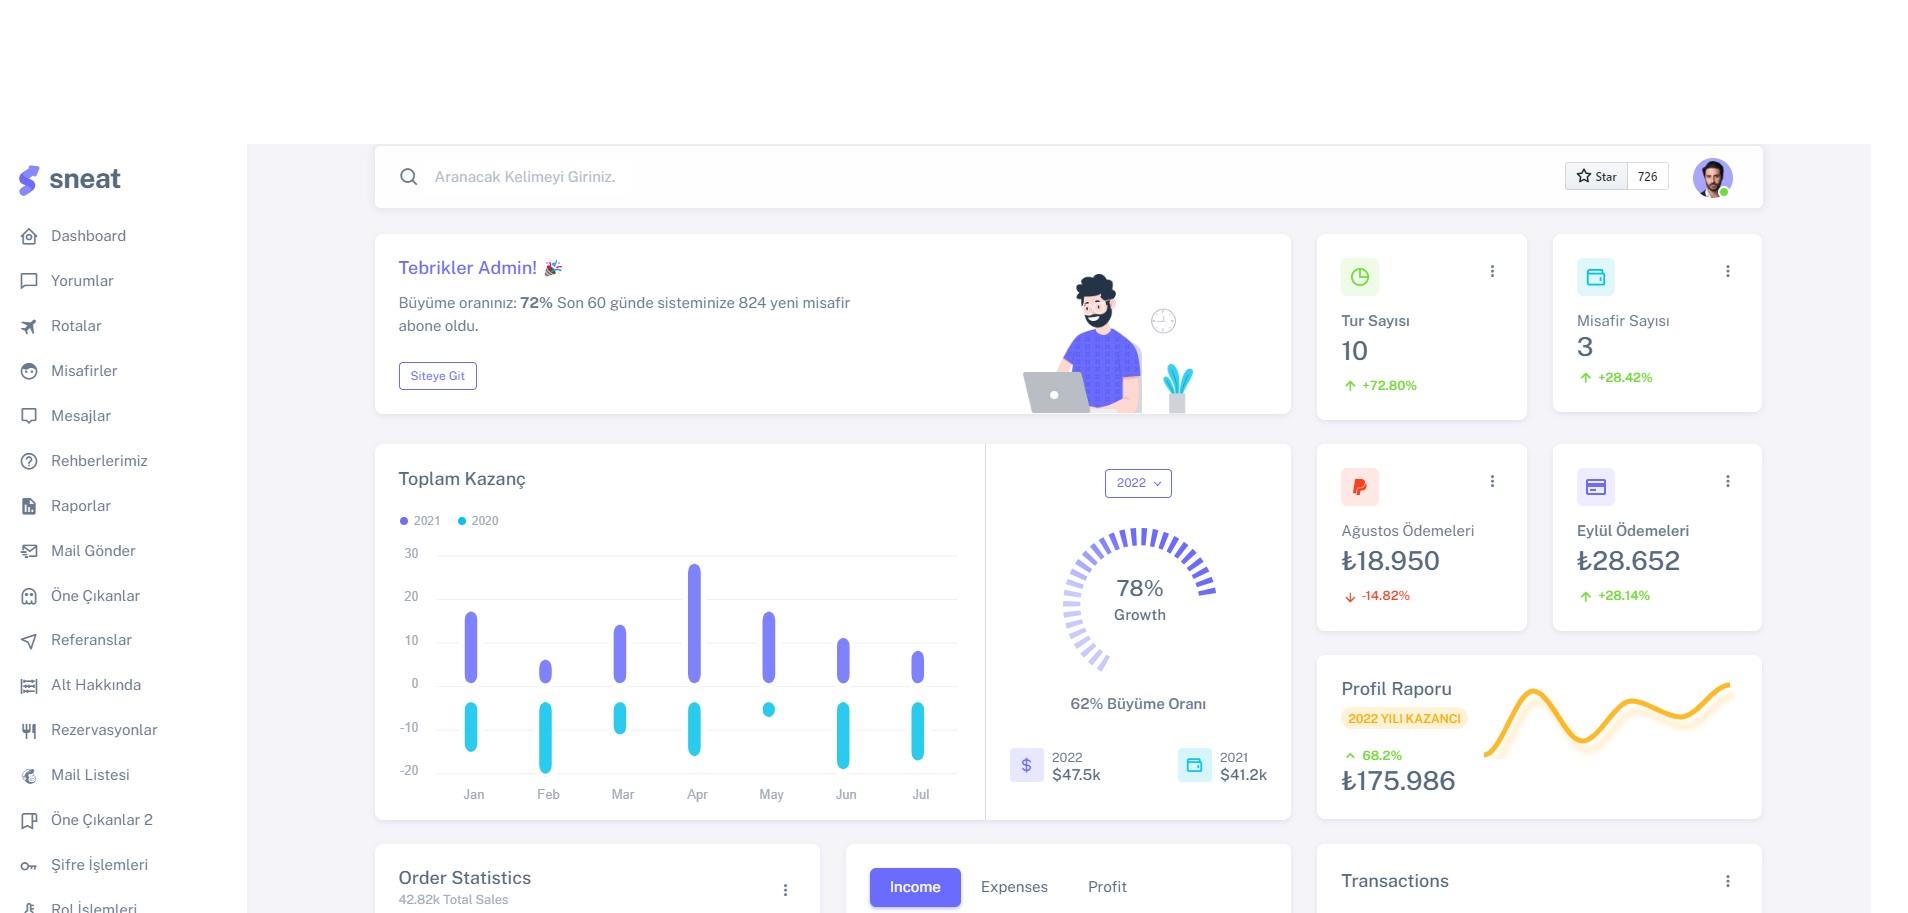 sneat
Dashboard
Yorumlar
Rotalar
Misafirler
Mesajlar
Rehberlerimiz
Raporlar
Mail Gönder
Öne Çıkanlar
Referanslar
Alt Hakkında
Rezervasyonlar
Mail Listesi
Öne Çıkanlar 2
Şifre İşlemleri
Rol İşlemleri
Aranacak Kelimeyi Giriniz.
Star 726
Tebrikler Admin!
Büyüme oranınız: 72% Son 60 günde sisteminize 824 yeni misafir
abone oldu.
Siteye Git
Tur Sayısı
10
+72.80%
Misafir Sayısı
3
+28.42%
Toplam Kazanç
2021 2020
30
20
10
0
-10
-20
Jan Feb Mar Apr May Jun Jul
2022
78%
Growth
62% Büyüme Oranı
2022
$47.5k
2021
$41.2k
Ağustos Ödemeleri
₺18.950
-14.82%
Eylül Ödemeleri
₺28.652
+28.14%
Profil Raporu
2022 YILI KAZANCI
68.2%
₺175.986
Order Statistics
42.82k Total Sales
Income Expenses Profit
Transactions